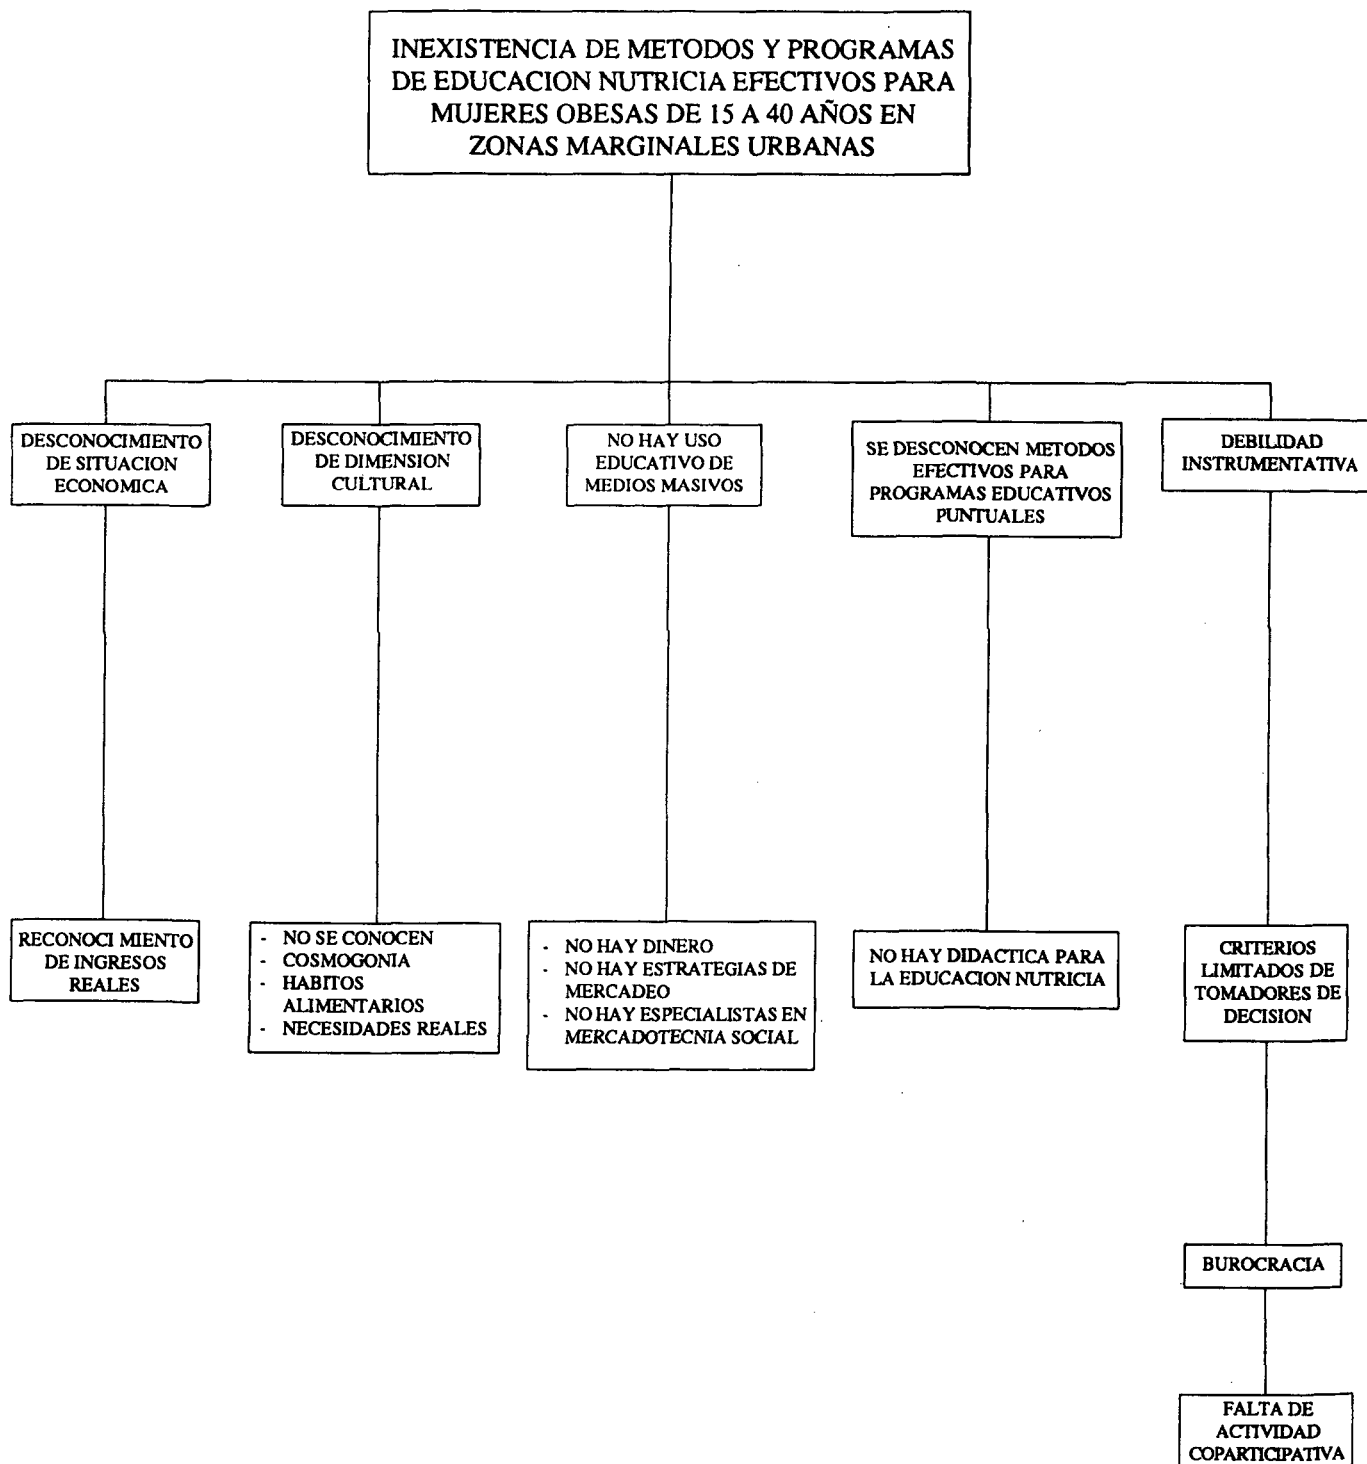 INEXISTENCIA DE METODOS Y PROGRAMAS
DE EDUCACION NUTRICIA EFECTIVOS PARA
MUJERES OBESAS DE 15 A 40 AÑOS EN
ZONAS MARGINALES URBANAS
DESCONOCIMIENTO
DE SITUACION
ECONOMICA
DESCONOCIMIENTO
DE DIMENSION
CULTURAL
NO HAY USO
EDUCATIVO DE
MEDIOS MASIVOS
SE DESCONOCEN METODOS
EFECTIVOS PARA
PROGRAMAS EDUCATIVOS
PUNTUALES
DEBILIDAD
INSTRUMENTATIVA
RECONOCI MIENTO
DE INGRESOS
REALES
- NO SE CONOCEN
- COSMOGONIA
- HABITOS
ALIMENTARIOS
- NECESIDADES REALES
- NO HAY DINERO
- NO HAY ESTRATEGIAS DE
MERCADEO
- NO HAY ESPECIALISTAS EN
MERCADOTECNIA SOCIAL
NO HAY DIDACTICA PARA
LA EDUCACION NUTRICIA
CRITERIOS
LIMITADOS DE
TOMADORES DE
DECISION
BUROCRACIA
FALTA DE
ACTIVIDAD
COPARTICIPATIVA